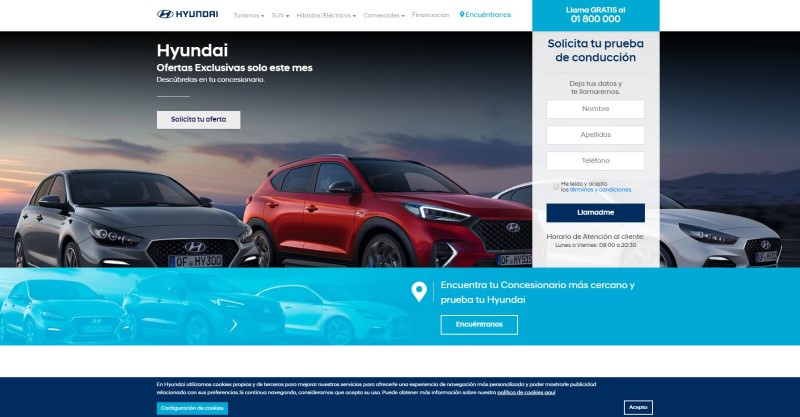 HYUNDAI
Turismos
SUV
Híbridos/Eléctricos
Comerciales
Financiación
Encuéntranos
Llama GRATIS al
01 800 000
Hyundai
Ofertas Exclusivas solo este mes
Descúbrelas en tu concesionario.
Solicita tu oferta
Solicita tu prueba
de conducción
Deja tus datos y
te llamaremos.
Nombre
Apellidos
Teléfono
He leído y acepto
los términos y condiciones.
Llamadme
Horario de Atención al cliente:
Lunes a Viernes: 09:00 a 20:30
OF·HY300
OF·HY515
Encuentra tu Concesionario más cercano y
prueba tu Hyundai
Encuéntranos
En Hyundai utilizamos cookies propias y de terceros para mejorar nuestros servicios para ofrecerte una experiencia de navegación más personalizada y poder mostrarle publicidad
relacionada con sus preferencias.Si continua navegando, consideramos que acepta su uso. Puede obtener más información sobre nuestra política de cookies aquí
Configuración de cookies
Acepto